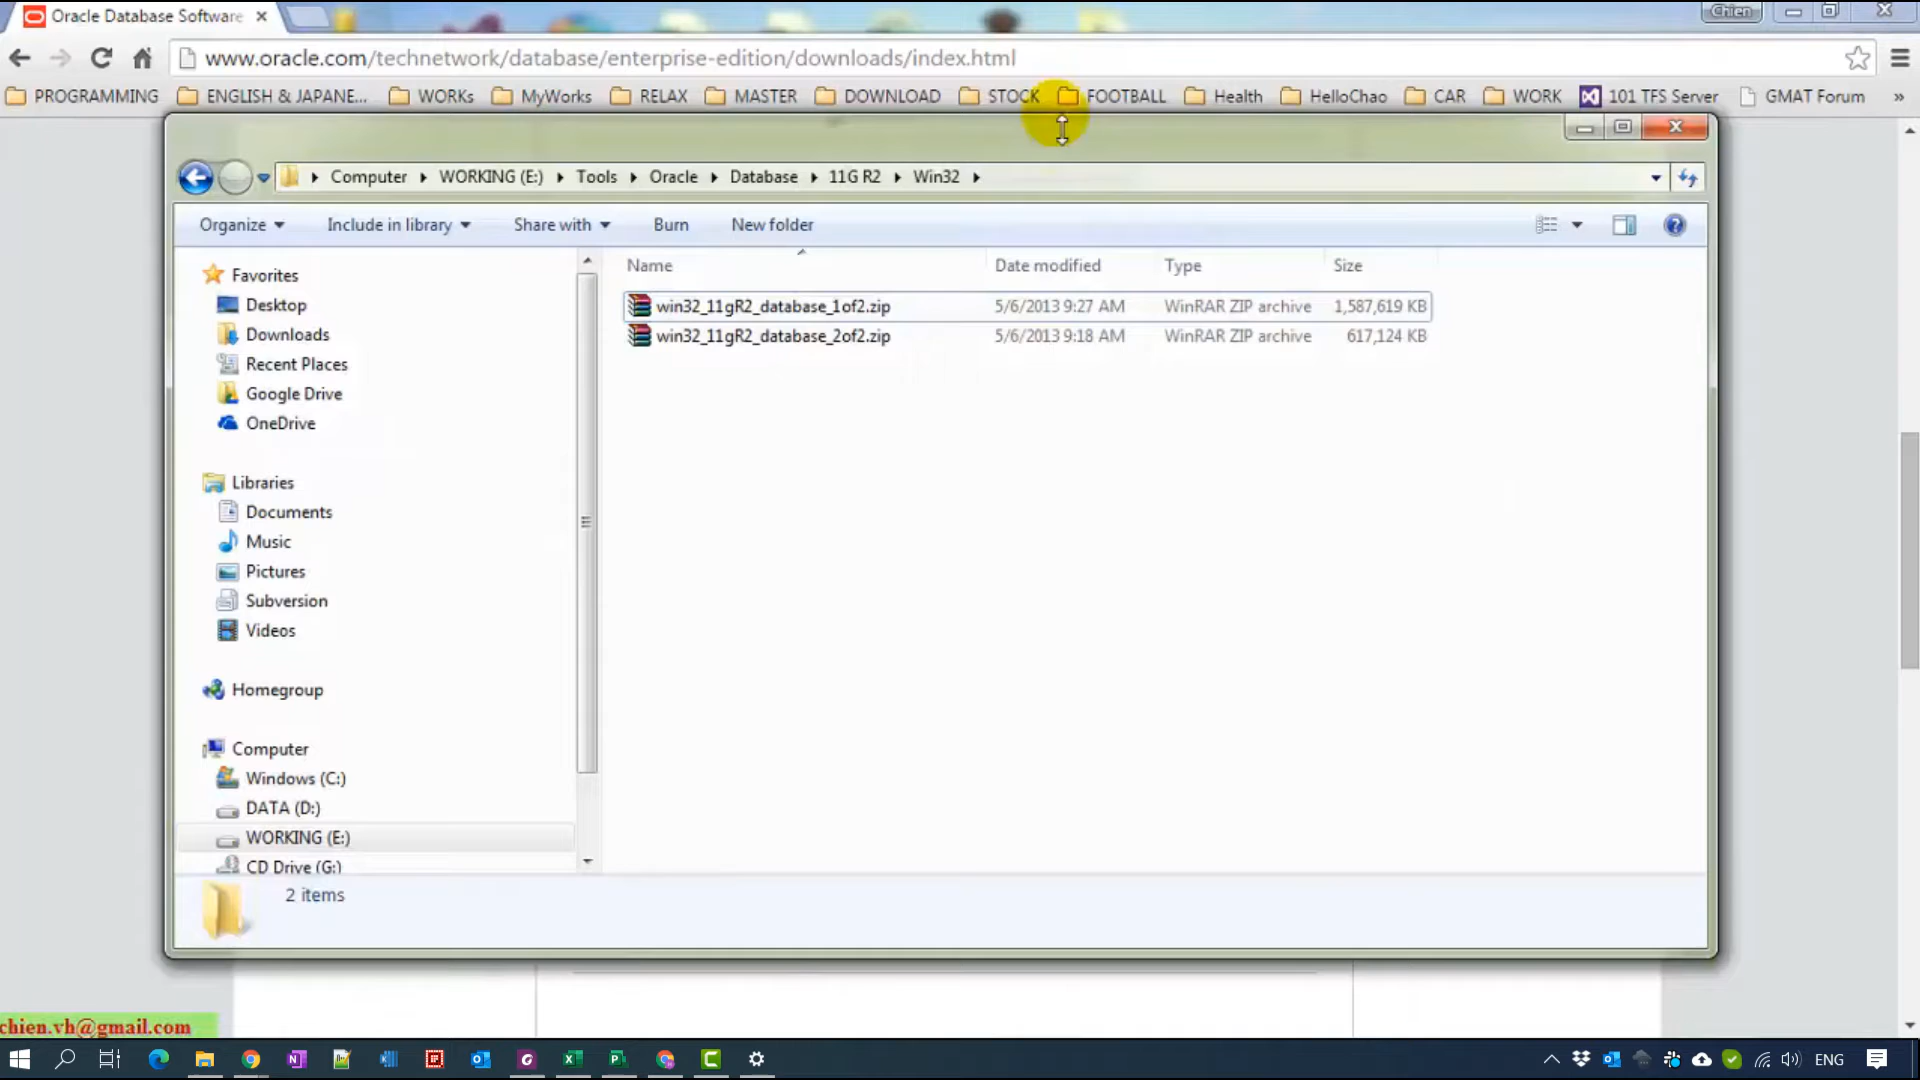 Oracle Database Software
Chien
www.oracle.com/technetwork/database/enterprise-edition/downloads/index.html
PROGRAMMING ENGLISH & JAPANE... WORKs MyWorks RELAX MASTER DOWNLOAD STOCK FOOTBALL Health HelloChao CAR WORK 101 TFS Server GMAT Forum »
Computer WORKING (E:) Tools Oracle Database 11G R2 Win32
Organize Include in library Share with Burn New folder
Name Date modified Type Size
win32_11gR2_database_1of2.zip 5/6/2013 9:27 AM WinRAR ZIP archive 1,587,619 KB
win32_11gR2_database_2of2.zip 5/6/2013 9:18 AM WinRAR ZIP archive 617,124 KB
Favorites
Desktop
Downloads
Recent Places
Google Drive
OneDrive
Libraries
Documents
Music
Pictures
Subversion
Videos
Homegroup
Computer
Windows (C:)
DATA (D:)
WORKING (E:)
CD Drive (G:)
2 items
chien.vh@gmail.com
ENG